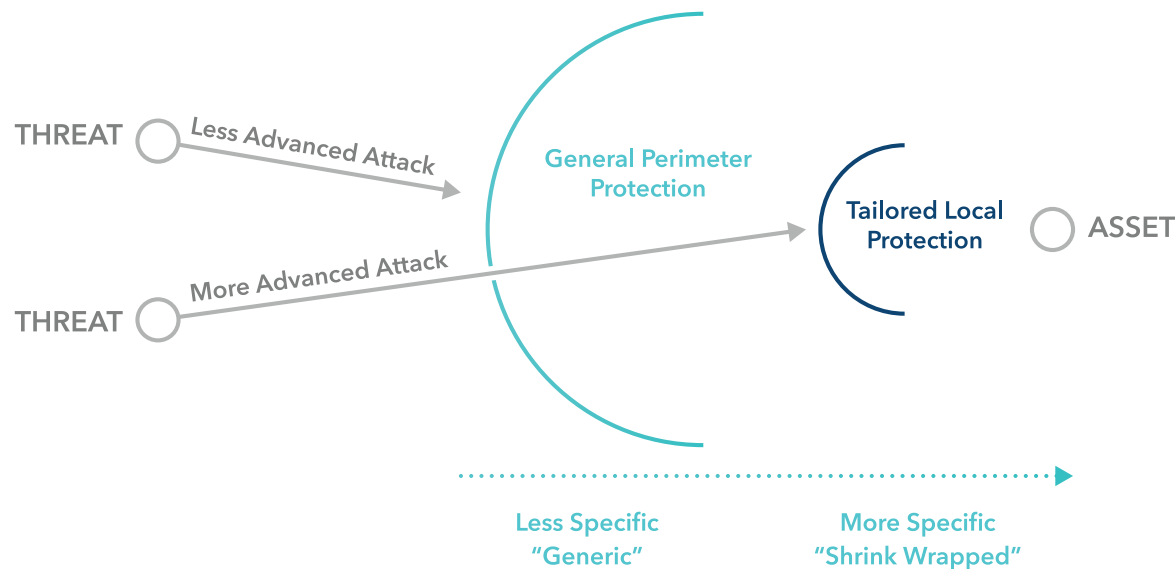 THREAT
Less Advanced Attack
General Perimeter
Protection
Tailored Local
Protection
ASSET
More Advanced Attack
THREAT
Less Specific
“Generic”
More Specific
“Shrink Wrapped”